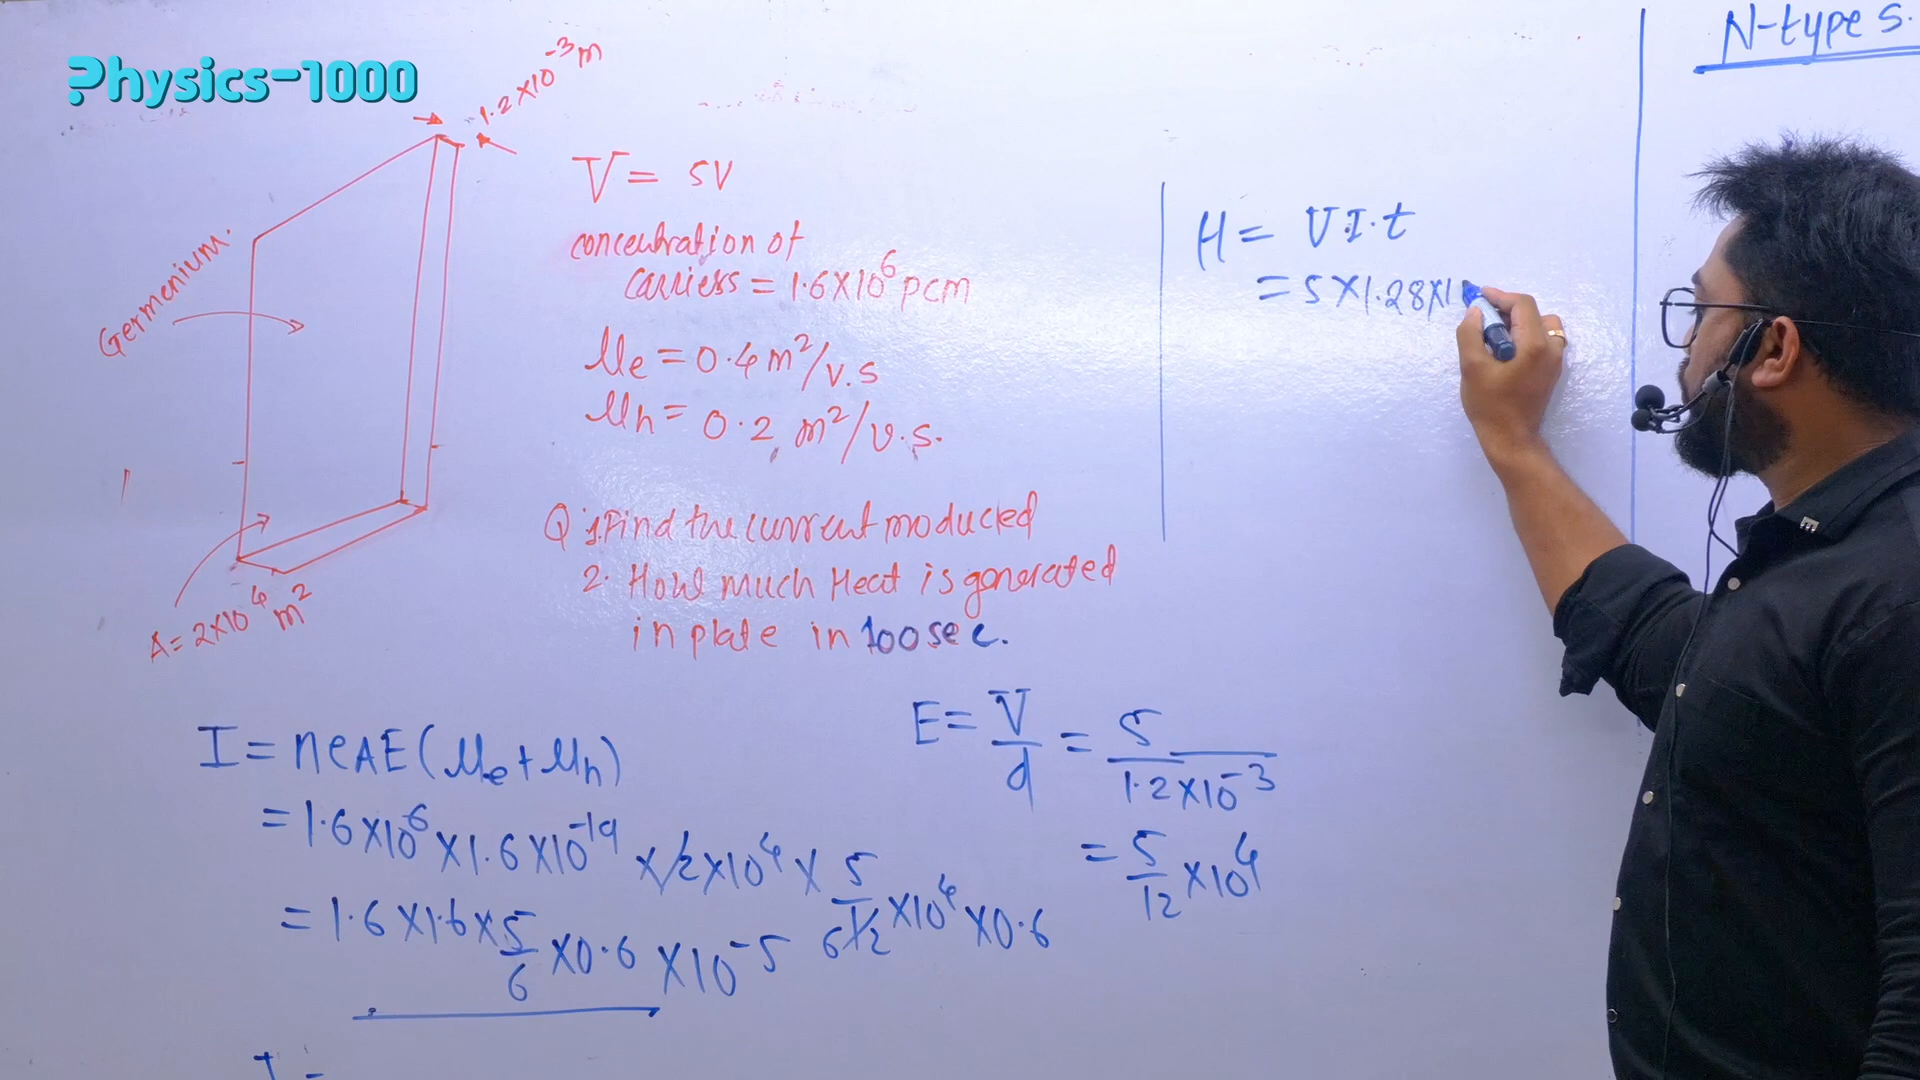 Physics-1000
1.2×10⁻³m
Germenium.
A = 2×10⁴ m²
V = 5V
concentration of
carriers = 1.6×10⁶ pcm
μe = 0.4 m²/v.s
μh = 0.2 m²/v.s.
Q 1. Find the current produced
2. How much Heat is generated
in plate in 100 sec.
I = neAE(μe+μh)
= 1.6×10⁶×1.6×10⁻¹⁹×2×10⁴×5/12×10⁴×0.6
6
= 1.6×1.6×5/6×0.6×10⁻⁵
I =
E = V/d = 5/1.2×10⁻³
= 5/12×10⁴
H = V.I.t
= 5×1.28×1
N-type S.